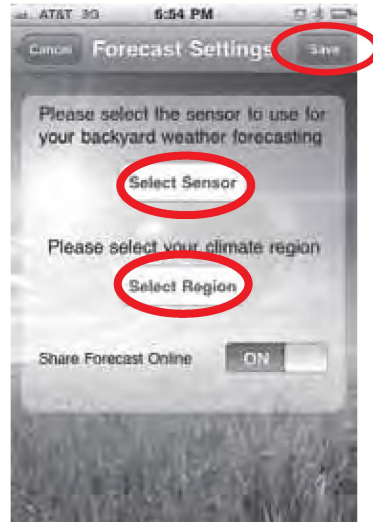 AT&T 3G 6:54 PM
Cancel Forecast Settings Save
Please select the sensor to use for
your backyard weather forecasting
Select Sensor
Please select your climate region
Select Region
Share Forecast Online ON